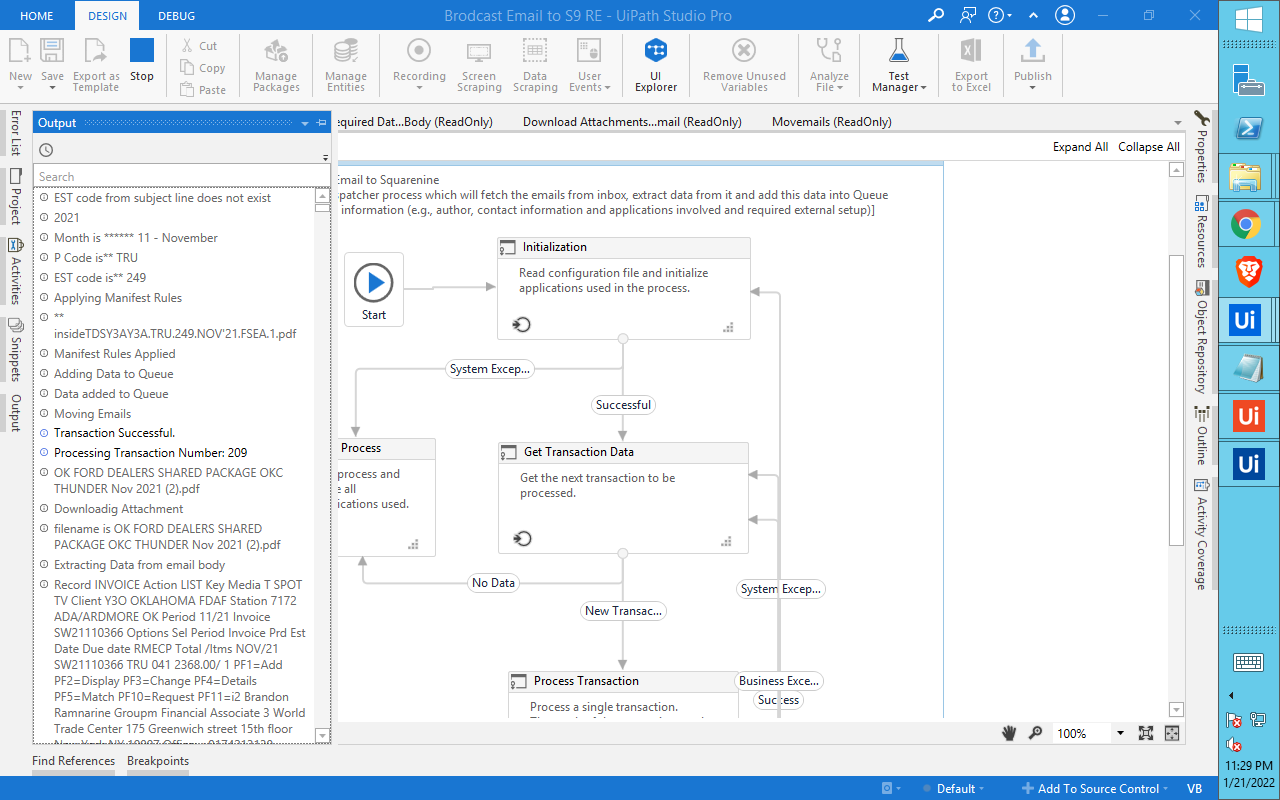 HOME DESIGN DEBUG Brodcast Email to S9 RE - UiPath Studio Pro
New Save Export as Template Stop
Cut
Copy
Paste
Manage Packages
Manage Entities
Recording
Screen Scraping
Data Scraping
User Events
UI Explorer
Remove Unused Variables
Analyze File
Test Manager
Export to Excel
Publish
Error List
Project
Activities
Snippets
Output
Output
Search
EST code from subject line does not exist
2021
Month is ****** 11 - November
P Code is** TRU
EST code is** 249
Applying Manifest Rules
**
insideTDSY3AY3A.TRU.249.NOV'21.FSEA.1.pdf
Manifest Rules Applied
Adding Data to Queue
Data added to Queue
Moving Emails
Transaction Successful.
Processing Transaction Number: 209
OK FORD DEALERS SHARED PACKAGE OKC
THUNDER Nov 2021 (2).pdf
Downloadig Attachment
filename is OK FORD DEALERS SHARED
PACKAGE OKC THUNDER Nov 2021 (2).pdf
Extracting Data from email body
Record INVOICE Action LIST Key Media T SPOT
TV Client Y3O OKLAHOMA FDAF Station 7172
ADA/ARDMORE OK Period 11/21 Invoice
SW21110366 Options Sel Period Invoice Prd Est
Date Due date RMECP Total /Itms NOV/21
SW21110366 TRU 041 2368.00/ 1 PF1=Add
PF2=Display PF3=Change PF4=Details
PF5=Match PF10=Request PF11=i2 Brandon
Ramnarine Groupm Financial Associate 3 World
Trade Center 175 Greenwich street 15th floor
Find References Breakpoints
equired Dat...Body (ReadOnly) Download Attachments...mail (ReadOnly) Movemails (ReadOnly)
Expand All Collapse All
Email to Squarenine
patcher process which will fetch the emails from inbox, extract data from it and add this data into Queue
information (e.g., author, contact information and applications involved and required external setup)]
Start
Initialization
Read configuration file and initialize
applications used in the process.
System Excep...
Successful
Process
process and
e all
ications used.
Get Transaction Data
Get the next transaction to be
processed.
No Data
New Transac...
System Excep...
Process Transaction
Process a single transaction.
Business Exce...
Success
100%
Properties
Resources
Object Repository
Outline
Activity Coverage
Default Add To Source Control VB
Ui
Ui
Ui
11:29 PM
1/21/2022